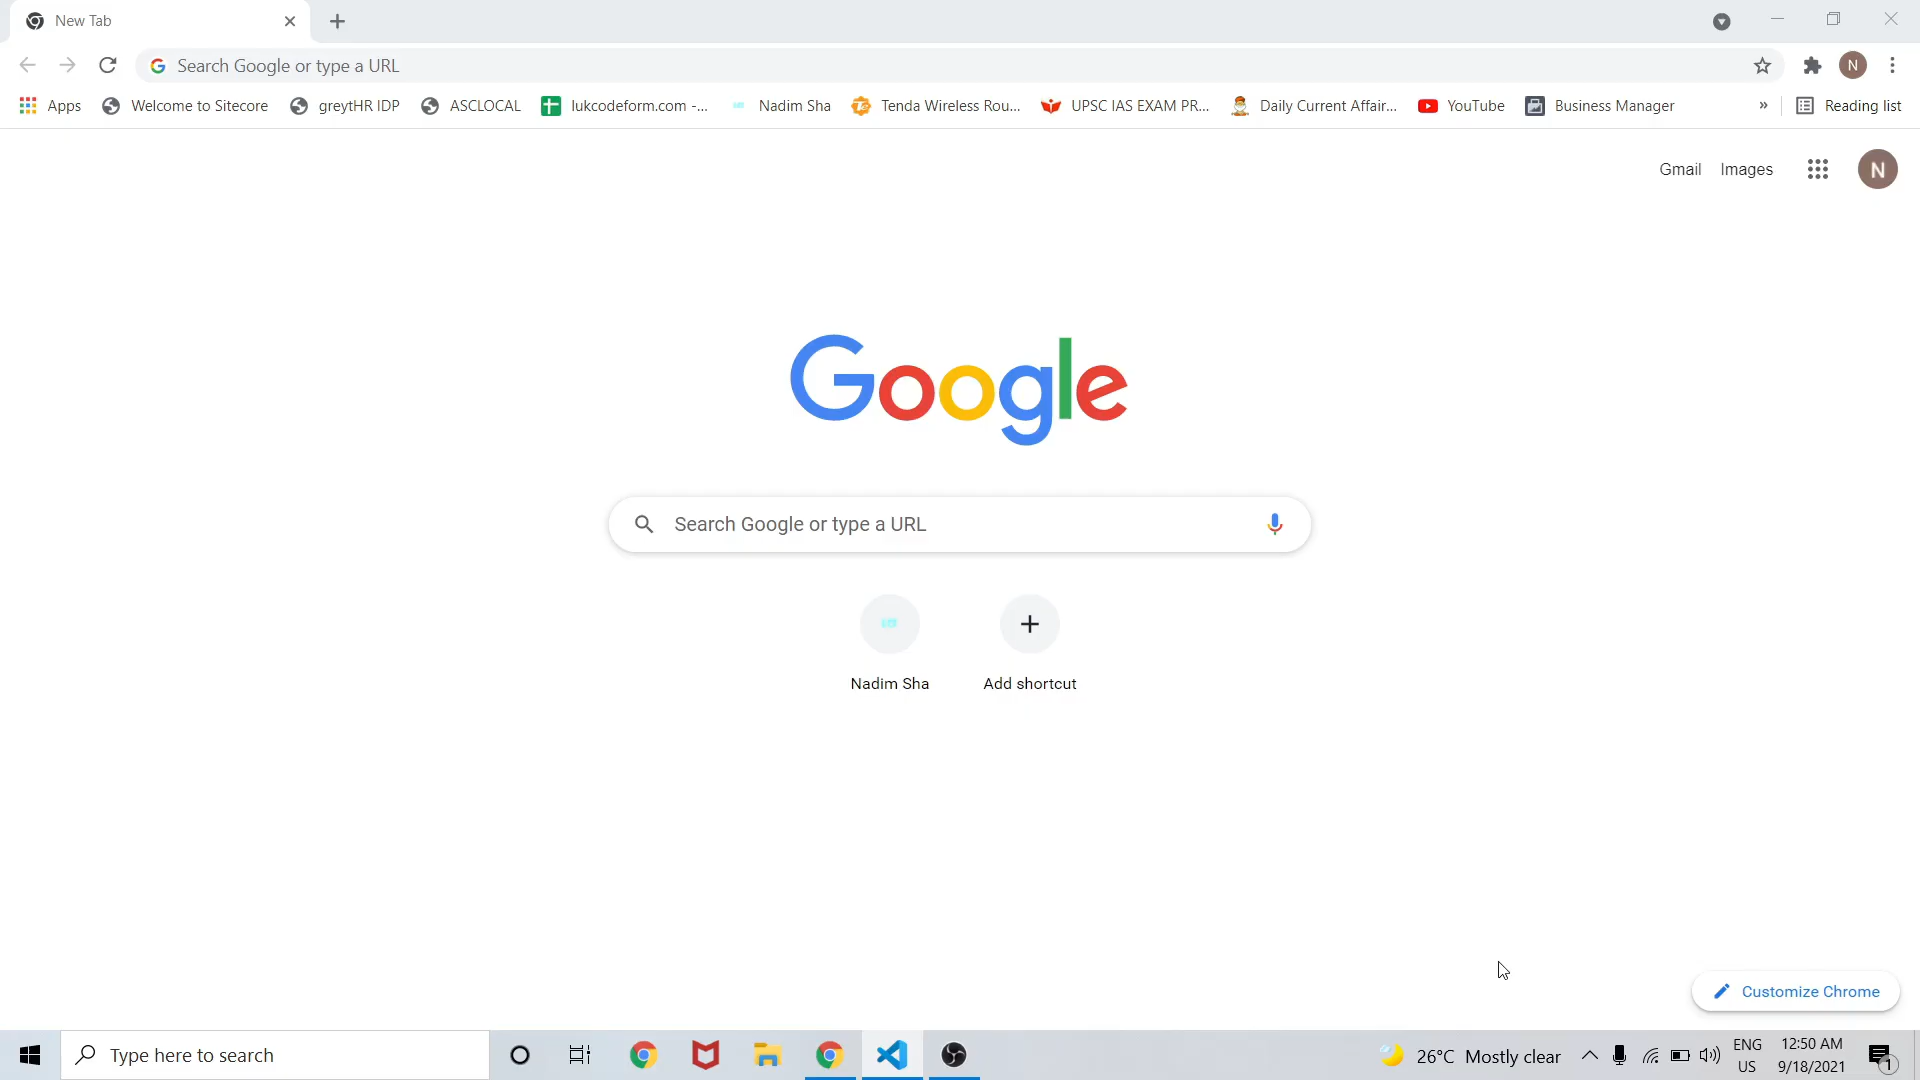 New Tab
Search Google or type a URL
N
Apps
Welcome to Sitecore
greytHR IDP
ASCLOCAL
lukcodeform.com -...
Nadim Sha
Tenda Wireless Rou...
UPSC IAS EXAM PR...
Daily Current Affair...
YouTube
Business Manager
»
Reading list
Gmail
Images
N
Google
Search Google or type a URL
Nadim Sha
Add shortcut
Customize Chrome
Type here to search
26°C Mostly clear
ENG
US
12:50 AM
9/18/2021
1